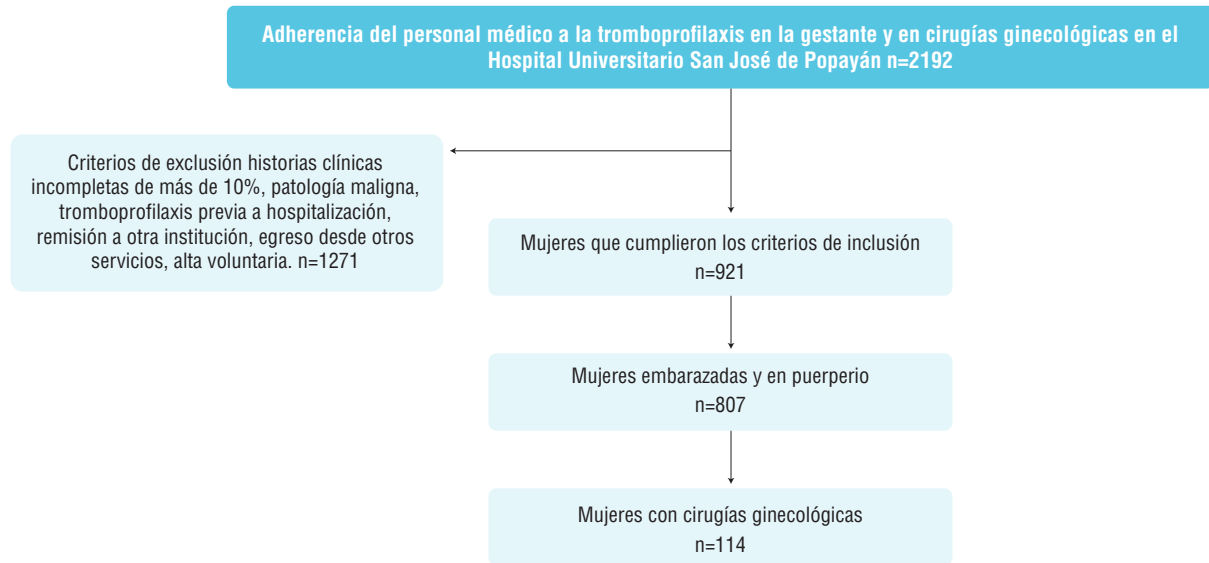 Adherencia del personal médico a la tromboprofilaxis en la gestante y en cirugías ginecológicas en el
Hospital Universitario San José de Popayán n=2192
Criterios de exclusión historias clínicas
incompletas de más de 10%, patología maligna,
tromboprofilaxis previa a hospitalización,
remisión a otra institución, egreso desde otros
servicios, alta voluntaria. n=1271
Mujeres que cumplieron los criterios de inclusión
n=921
Mujeres embarazadas y en puerperio
n=807
Mujeres con cirugías ginecológicas
n=114